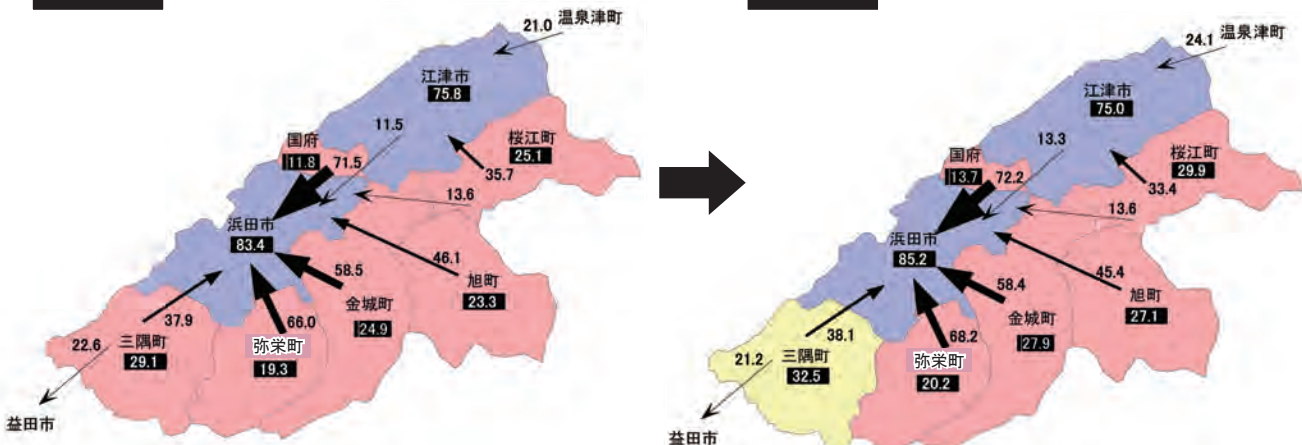 21.0
温泉津町
江津市
75.8
国府
11.8
71.5
11.5
桜江町
25.1
35.7
13.6
浜田市
83.4
46.1
58.5
旭町
23.3
金城町
24.9
37.9
66.0
22.6
三隅町
29.1
弥栄町
19.3
益田市
24.1
温泉津町
江津市
75.0
国府
13.7
72.2
13.3
桜江町
29.9
33.4
13.6
浜田市
85.2
45.4
58.4
旭町
27.1
金城町
27.9
38.1
68.2
21.2
三隅町
32.5
弥栄町
20.2
益田市